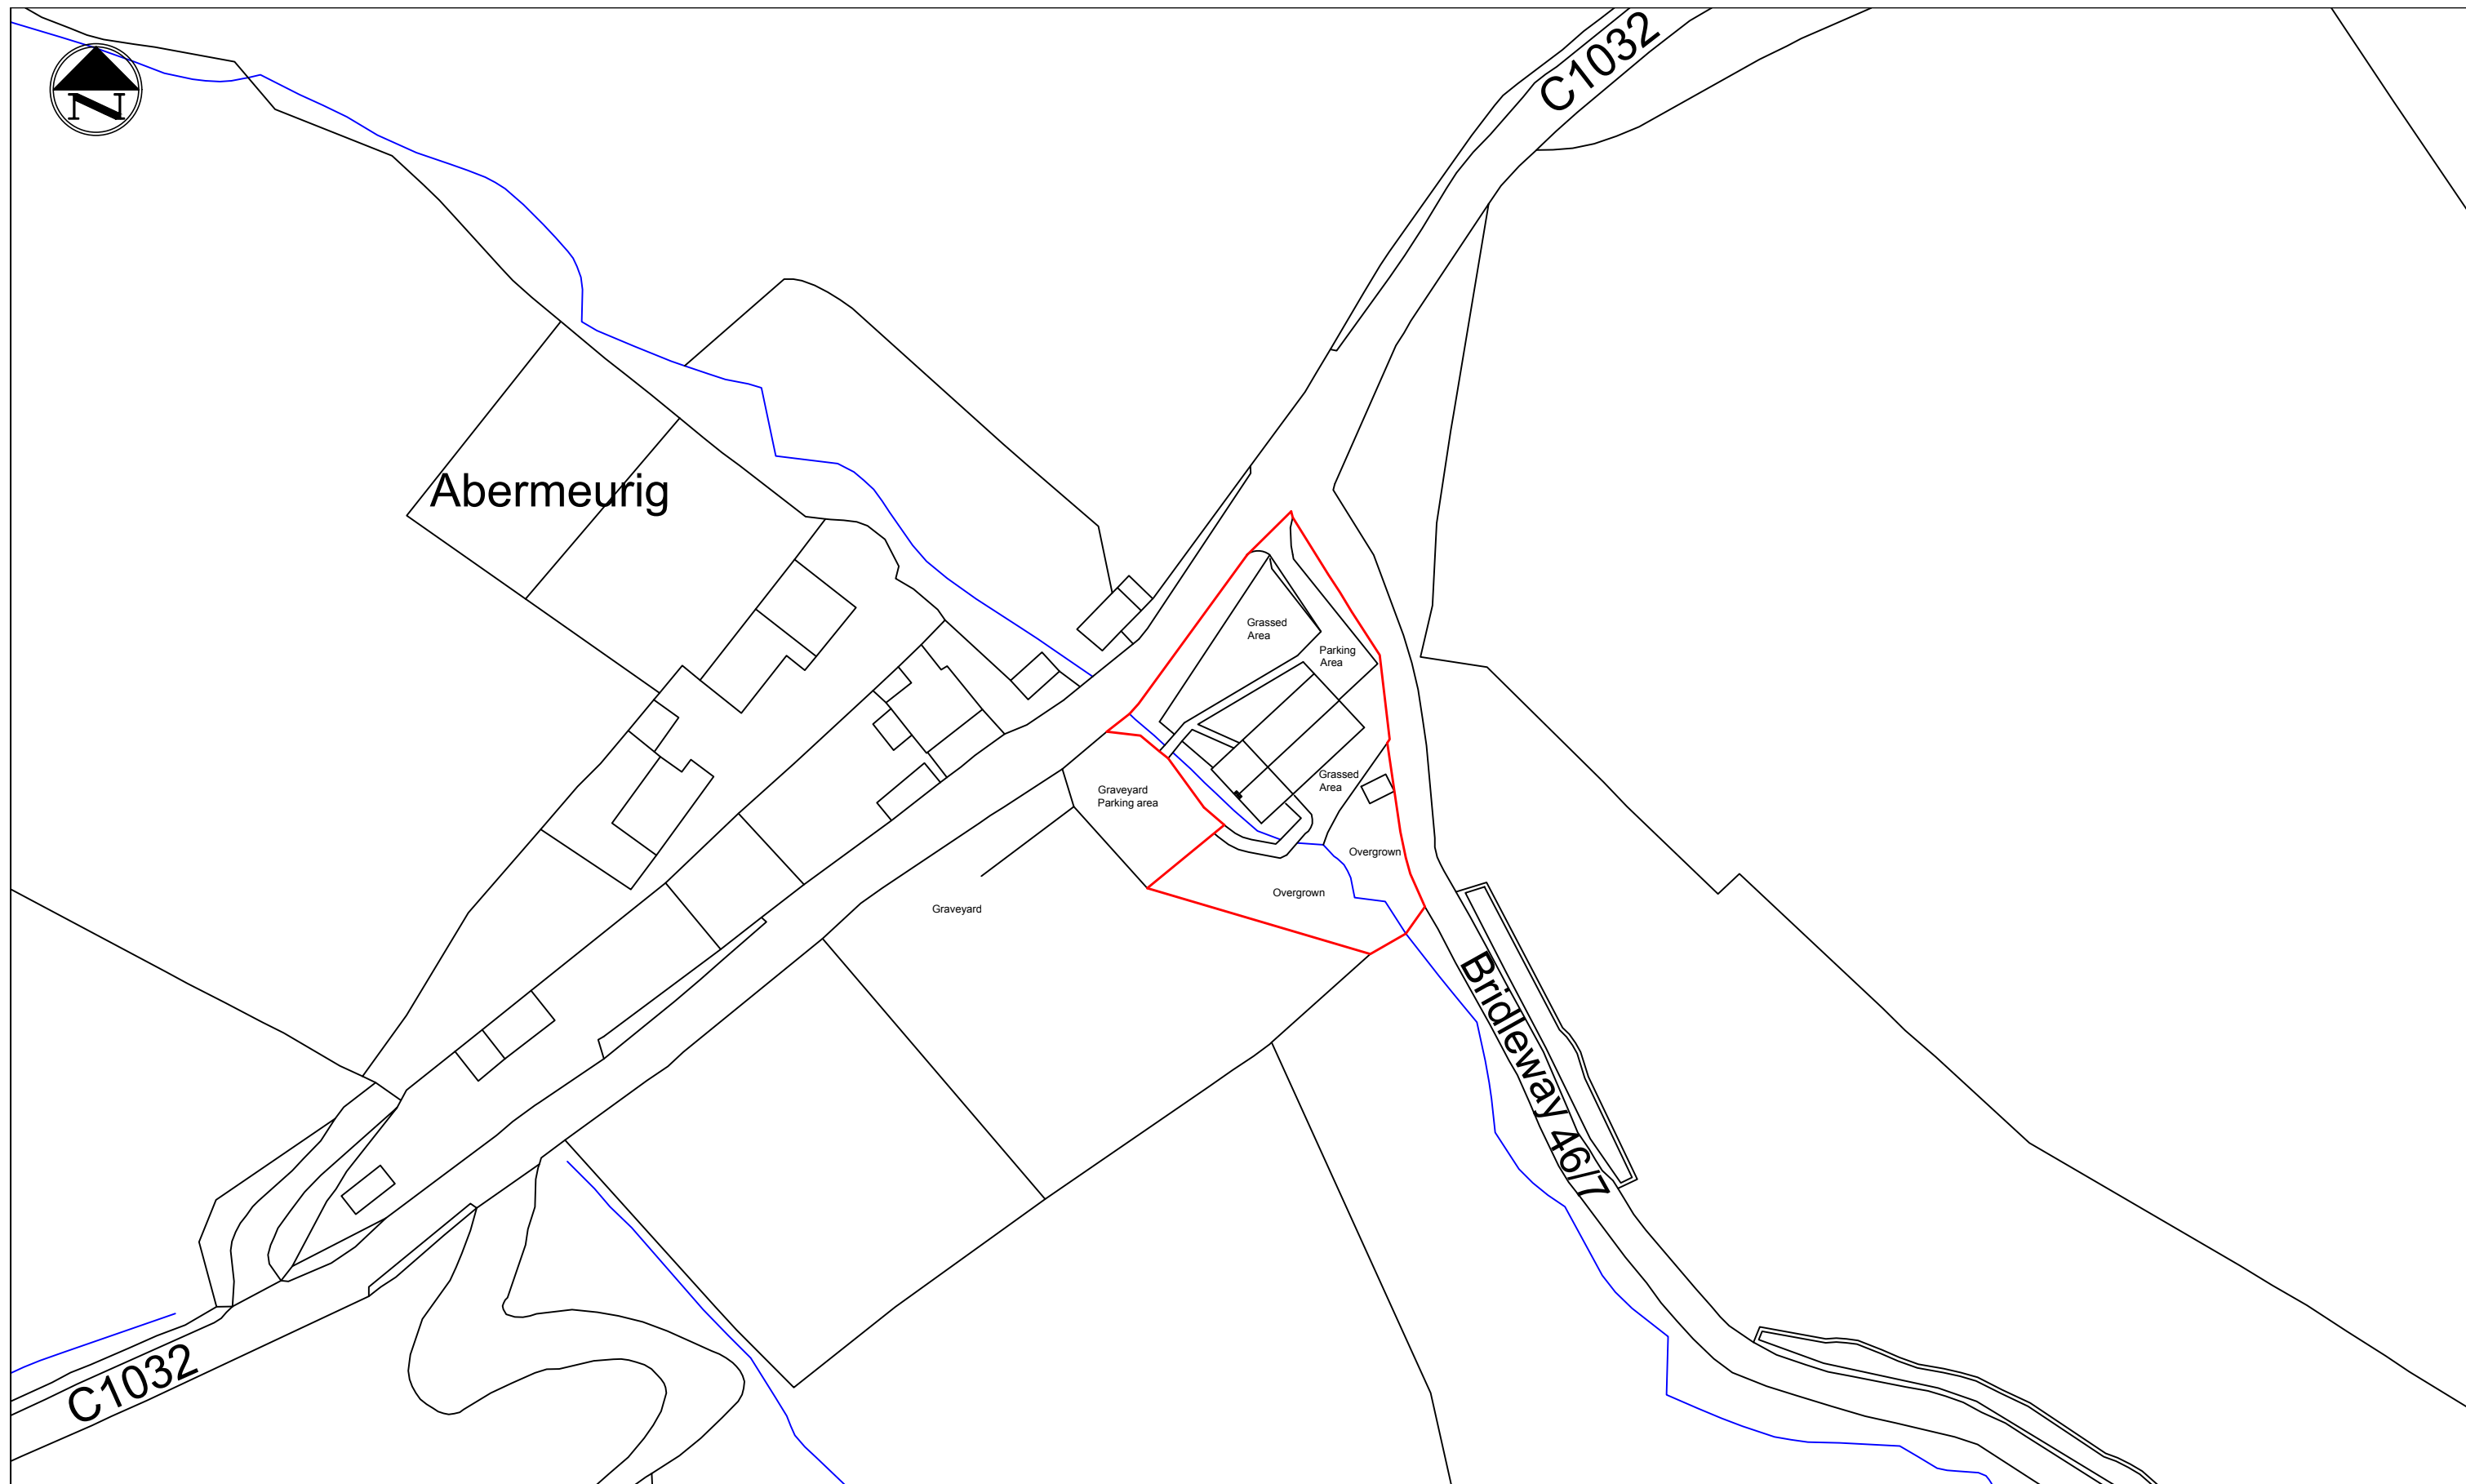 N
C1032
Abermeurig
Grassed
Area
Parking
Area
Grassed
Area
Graveyard
Parking area
Overgrown
Overgrown
Graveyard
Bridleway 46/7
C1032